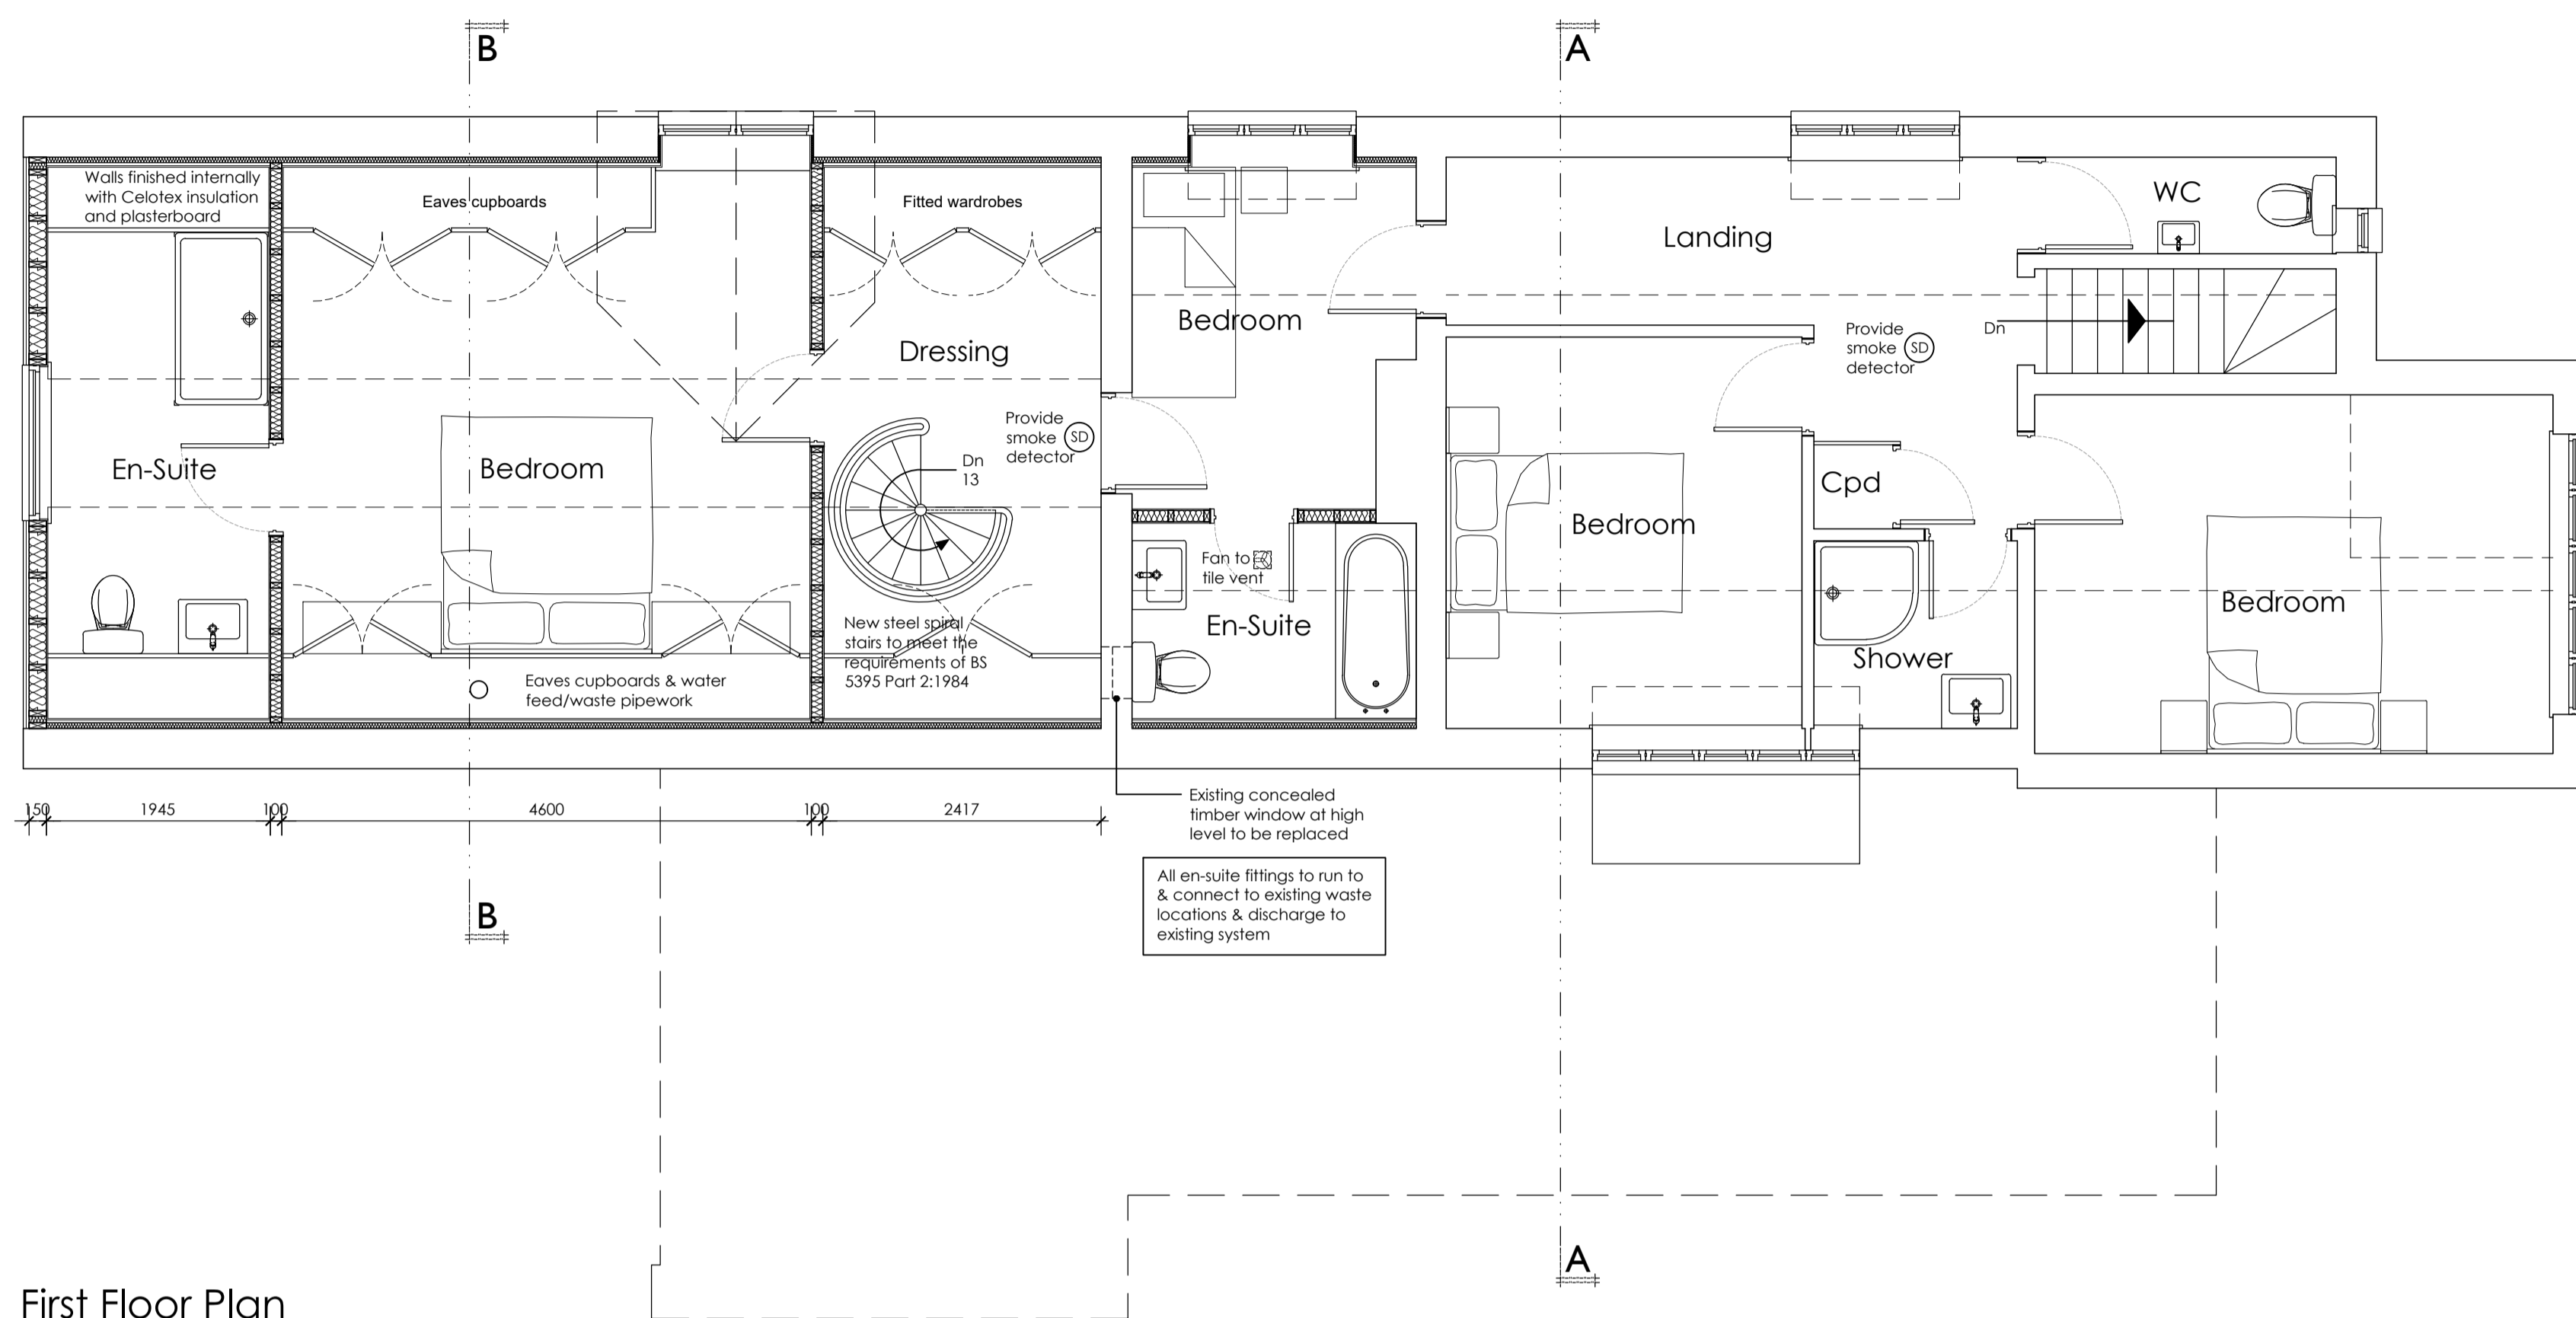 B
A
Walls finished internally
with Celotex insulation
and plasterboard
Eaves cupboards
Fitted wardrobes
WC
Landing
Bedroom
Dressing
Provide
smoke SD
detector
Dn
Provide
smoke SD
detector
En-Suite
Bedroom
Dn
13
Cpd
Bedroom
Fan to
tile vent
En-Suite
Bedroom
Shower
New steel spiral
stairs to meet the
requirements of BS
5395 Part 2:1984
Eaves cupboards & water
feed/waste pipework
150 1945 100 4600 100 2417
Existing concealed
timber window at high
level to be replaced
All en-suite fittings to run to
& connect to existing waste
locations & discharge to
existing system
B
A
First Floor Plan